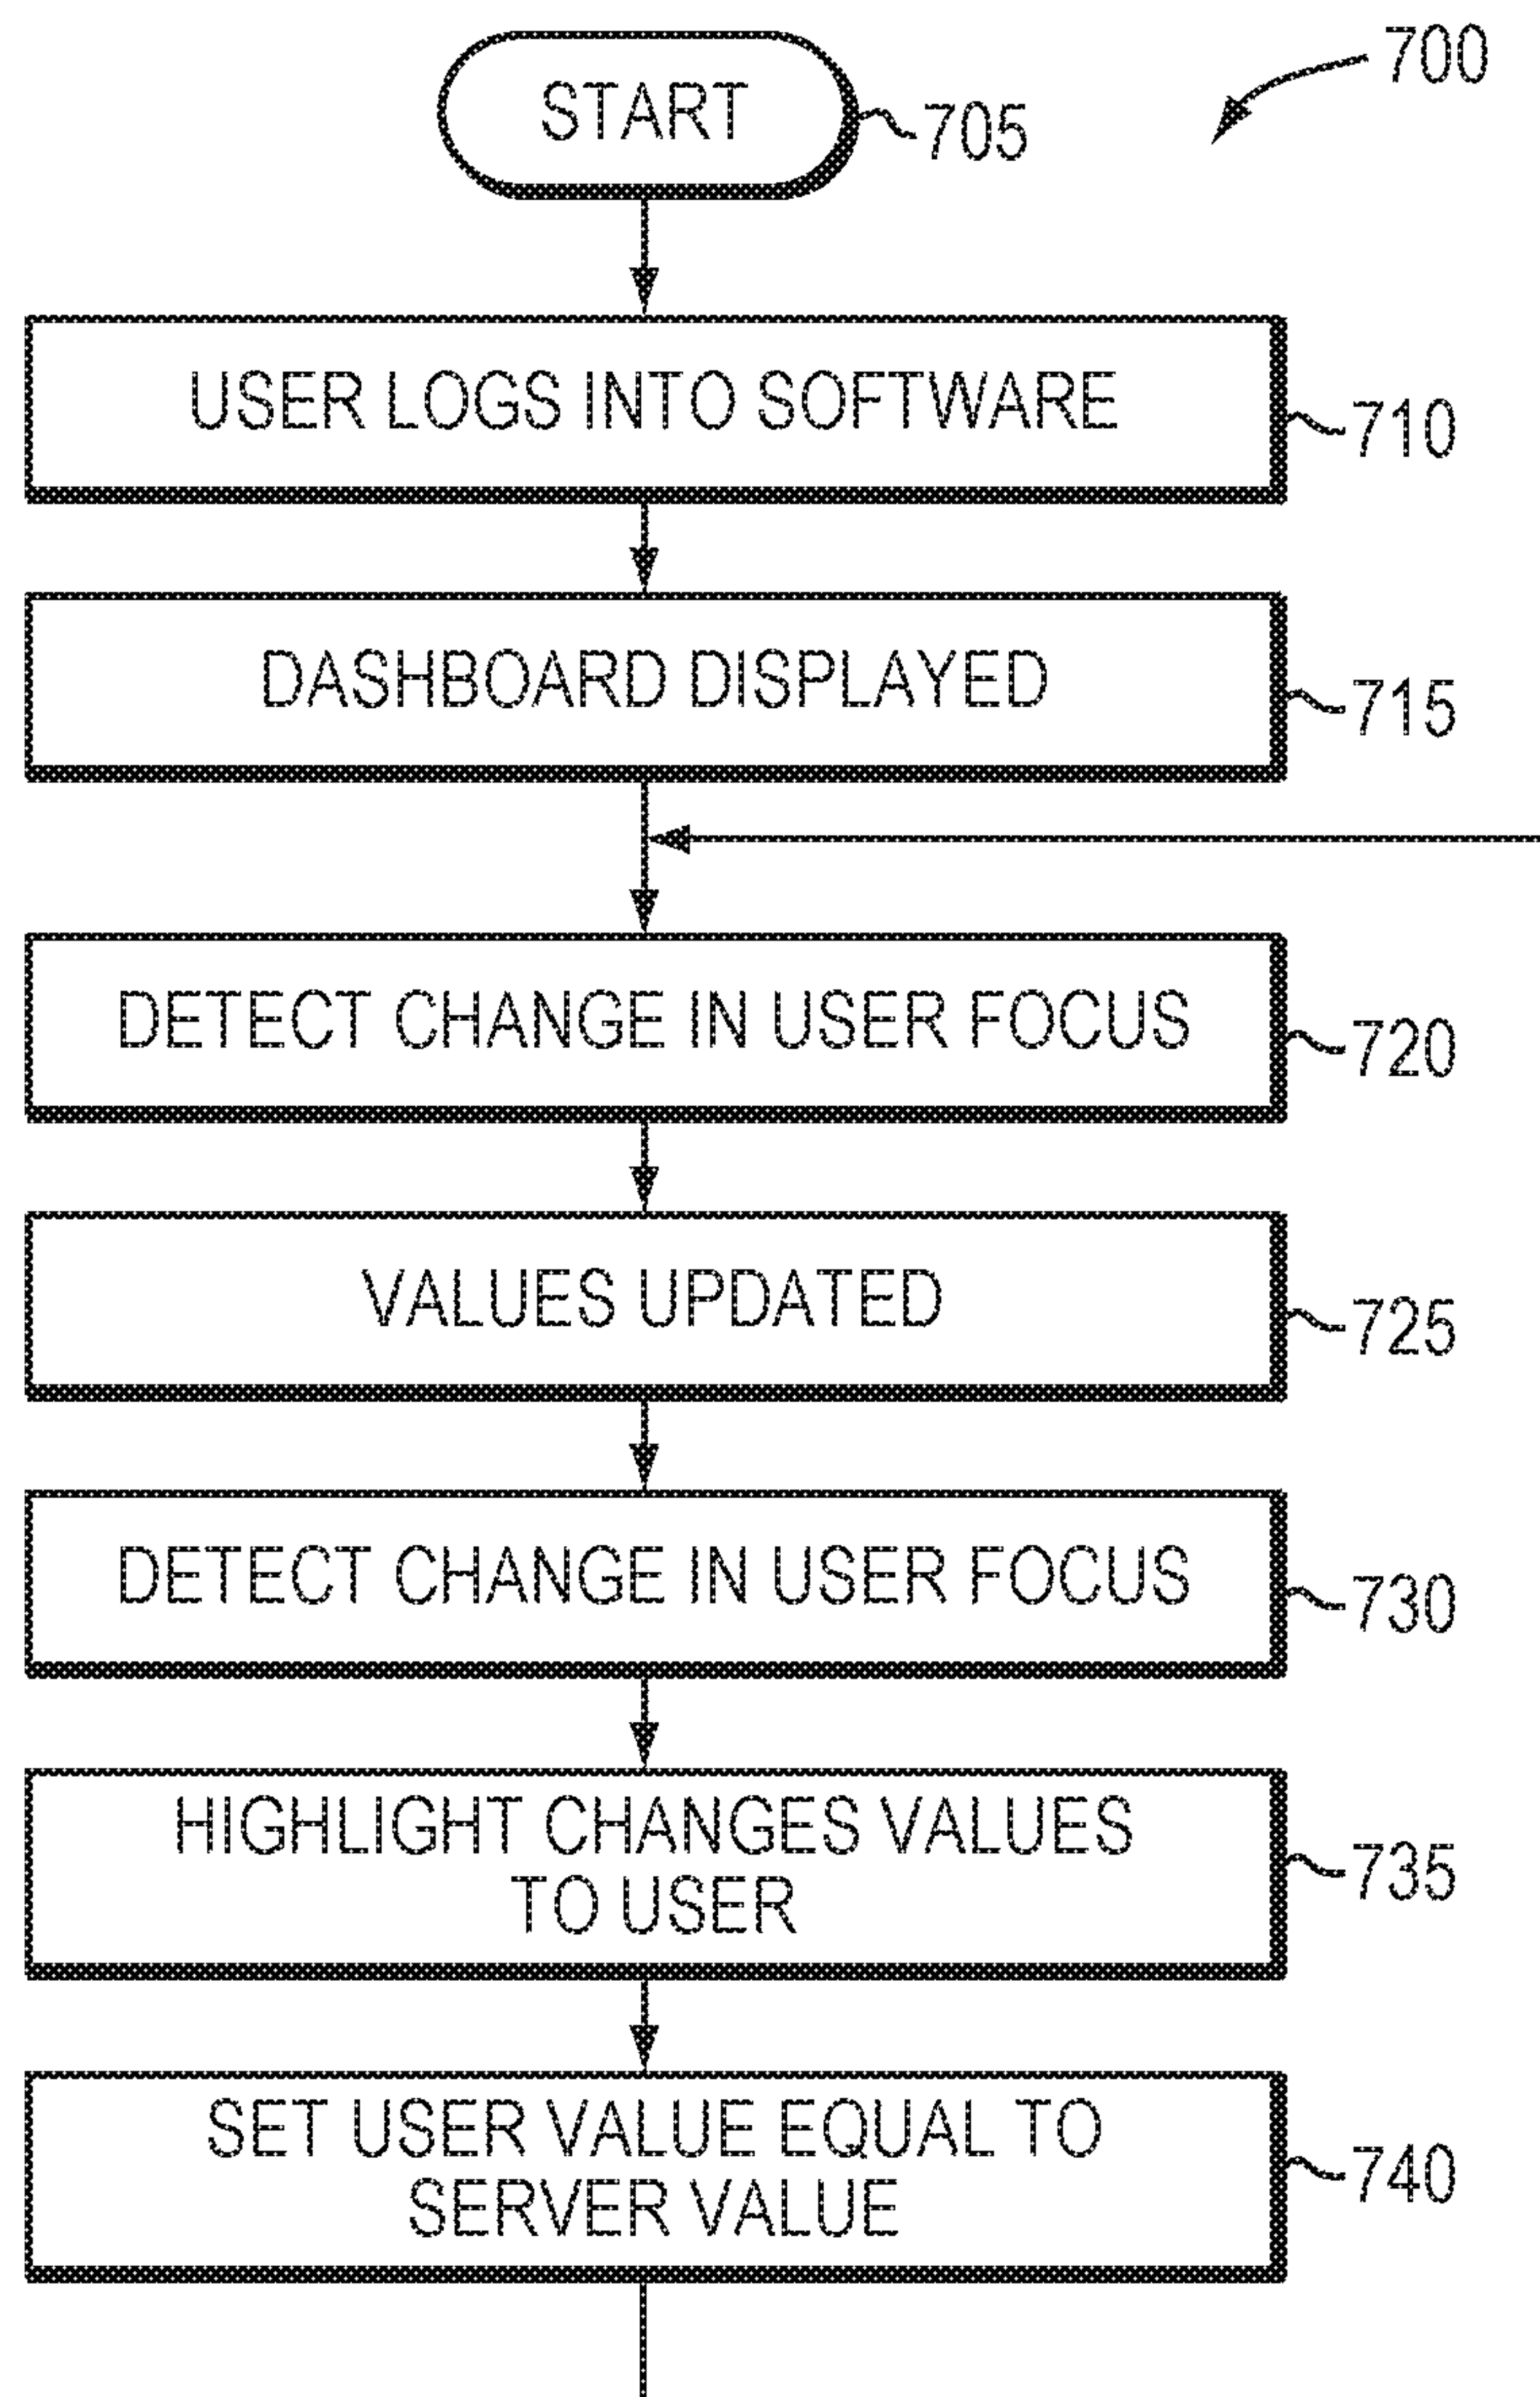 700
START
705
USER LOGS INTO SOFTWARE
710
DASHBOARD DISPLAYED
715
DETECT CHANGE IN USER FOCUS
720
VALUES UPDATED
725
DETECT CHANGE IN USER FOCUS
730
HIGHLIGHT CHANGES VALUES
TO USER
735
SET USER VALUE EQUAL TO
SERVER VALUE
740